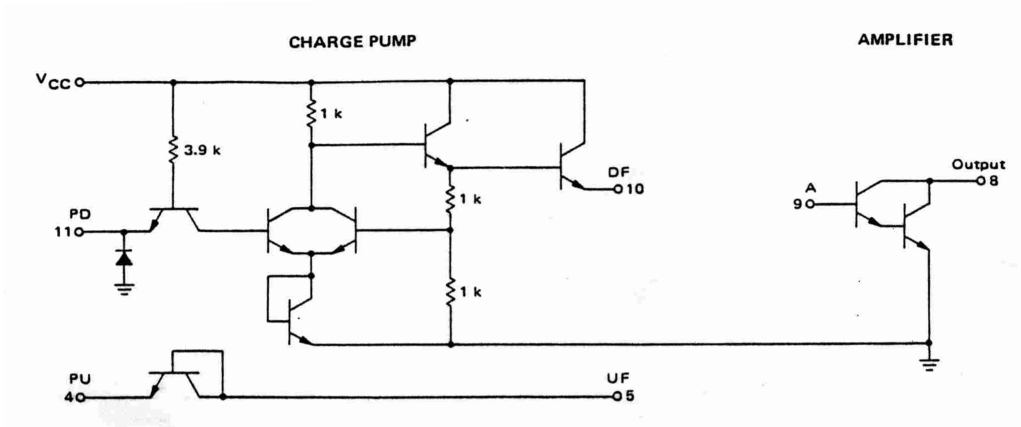 CHARGE PUMP
AMPLIFIER
VCC
1 k
3.9 k
DF
10
1 k
PD
11
A
9
Output
8
1 k
PU
4
UF
5